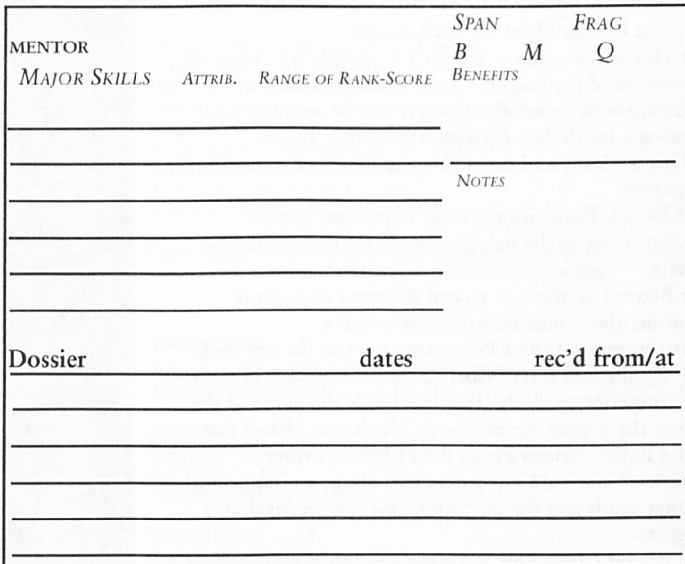 SPAN FRAG
MENTOR B M Q
MAJOR SKILLS ATTRIB. RANGE OF RANK-SCORE BENEFITS
NOTES
Dossier dates rec'd from/at